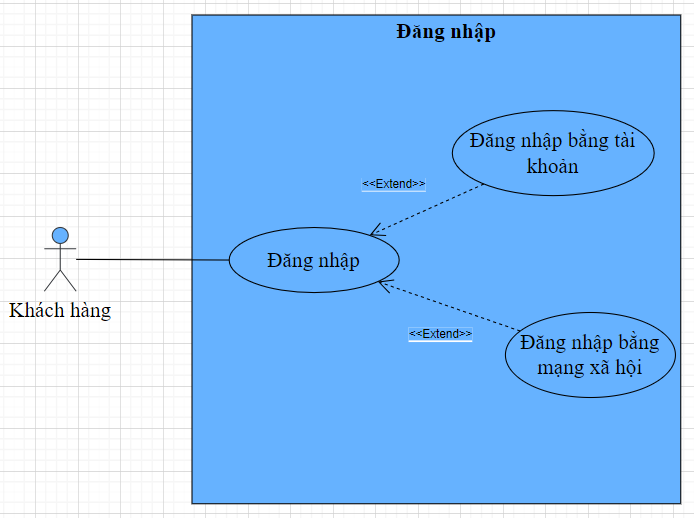 Đăng nhập
Đăng nhập bằng tài
khoản
<<Extend>>
Đăng nhập
Khách hàng
<<Extend>>
Đăng nhập bằng
mạng xã hội